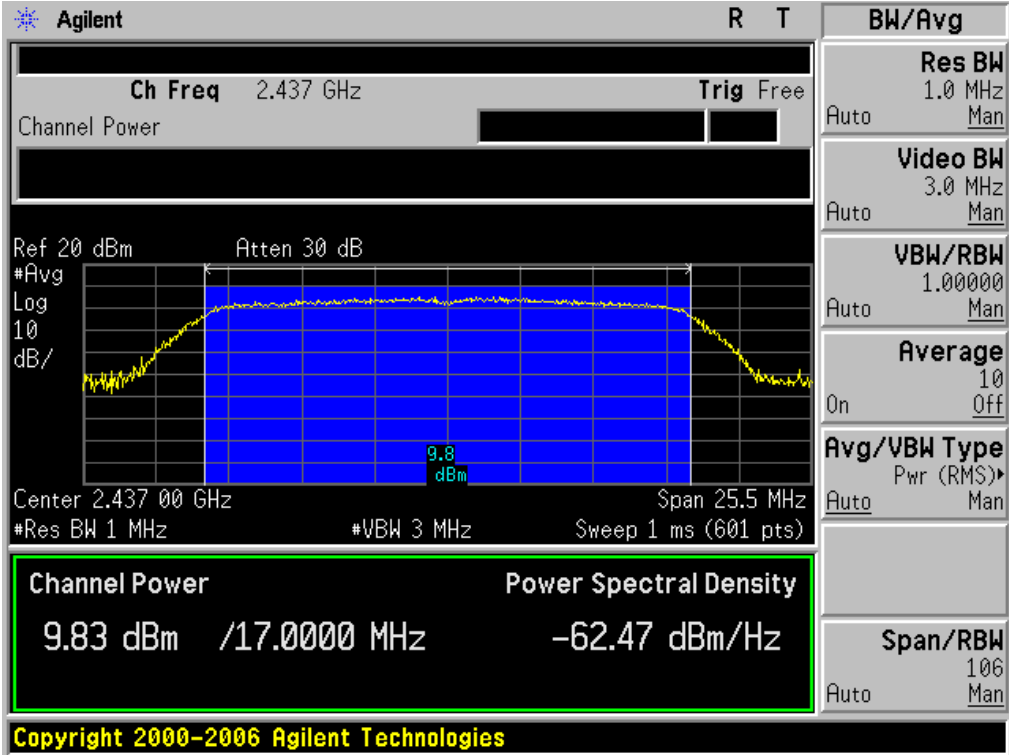 Agilent R T
Ch Freq 2.437 GHz Trig Free
Channel Power
Ref 20 dBm Atten 30 dB
#Avg
Log
10
dB/
9.8
dBm
Center 2.437 00 GHz Span 25.5 MHz
#Res BW 1 MHz #VBW 3 MHz Sweep 1 ms (601 pts)
Channel Power Power Spectral Density
9.83 dBm /17.0000 MHz -62.47 dBm/Hz
BW/Avg
Res BW
1.0 MHz
Auto Man
Video BW
3.0 MHz
Auto Man
VBW/RBW
1.00000
Auto Man
Average
10
On Off
Avg/VBW Type
Pwr (RMS)
Auto Man
Span/RBW
106
Auto Man
Copyright 2000-2006 Agilent Technologies